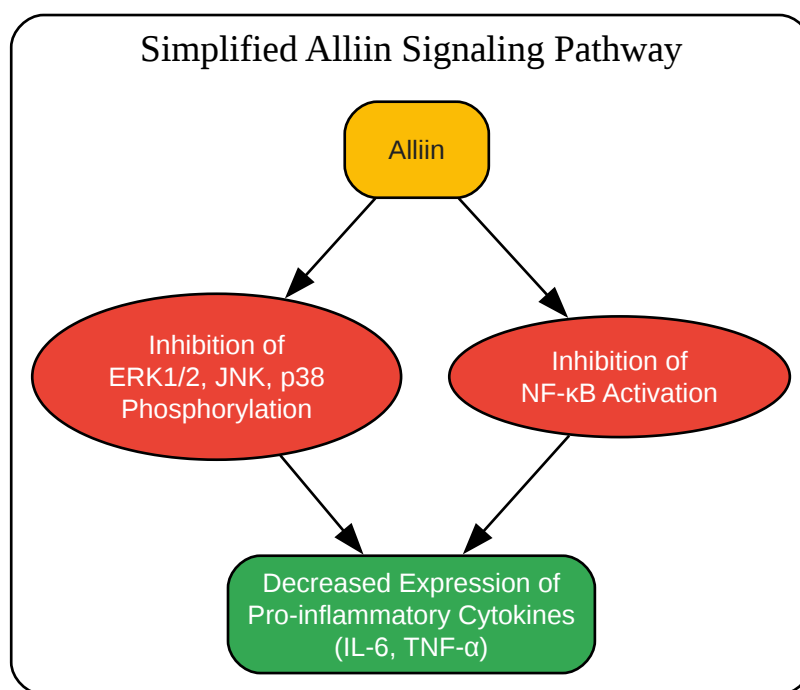 Simplified Alliin Signaling Pathway
Alliin
Inhibition of
ERK1/2, JNK, p38
Phosphorylation
Inhibition of
NF-κB Activation
Decreased Expression of
Pro-inflammatory Cytokines
(IL-6, TNF-α)